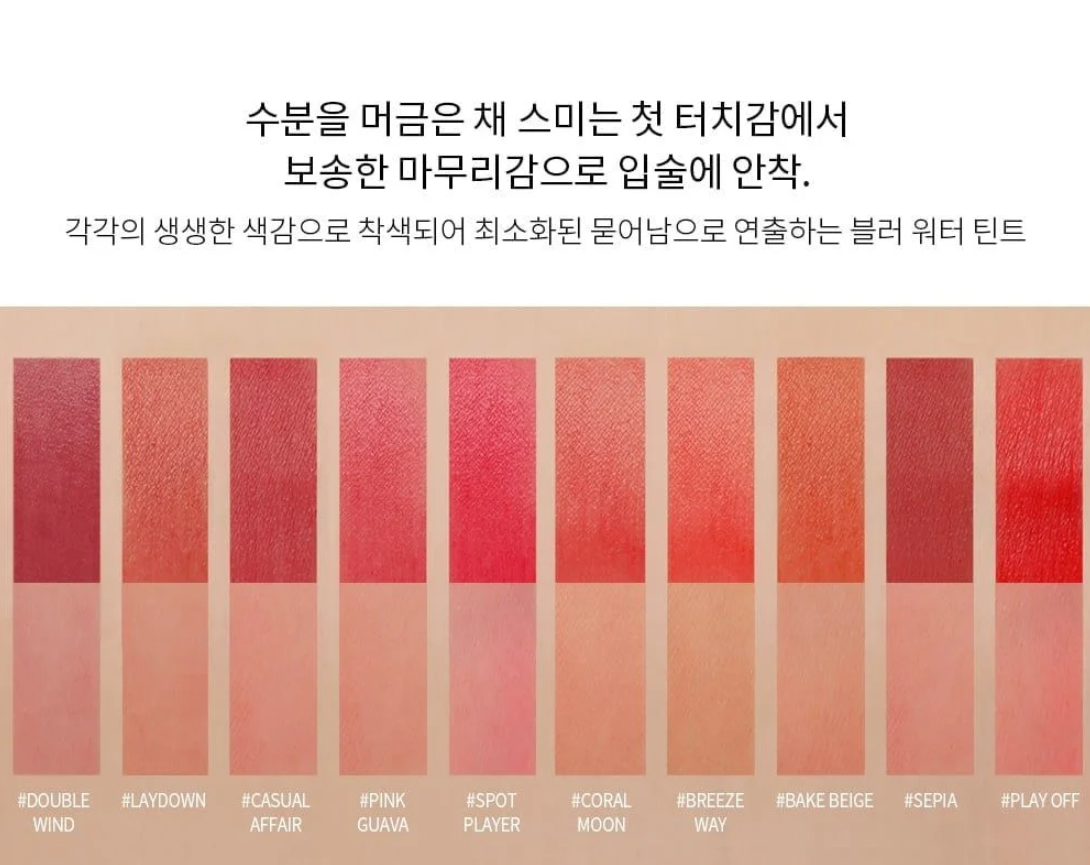 수분을 머금은 채 스미는 첫 터치감에서
보송한 마무리감으로 입술에 안착.
각각의 생생한 색감으로 착색되어 최소화된 묻어남으로 연출하는 블러 워터 틴트
#DOUBLE WIND
#LAYDOWN
#CASUAL AFFAIR
#PINK GUAVA
#SPOT PLAYER
#CORAL MOON
#BREEZE WAY
#BAKE BEIGE
#SEPIA
#PLAY OFF